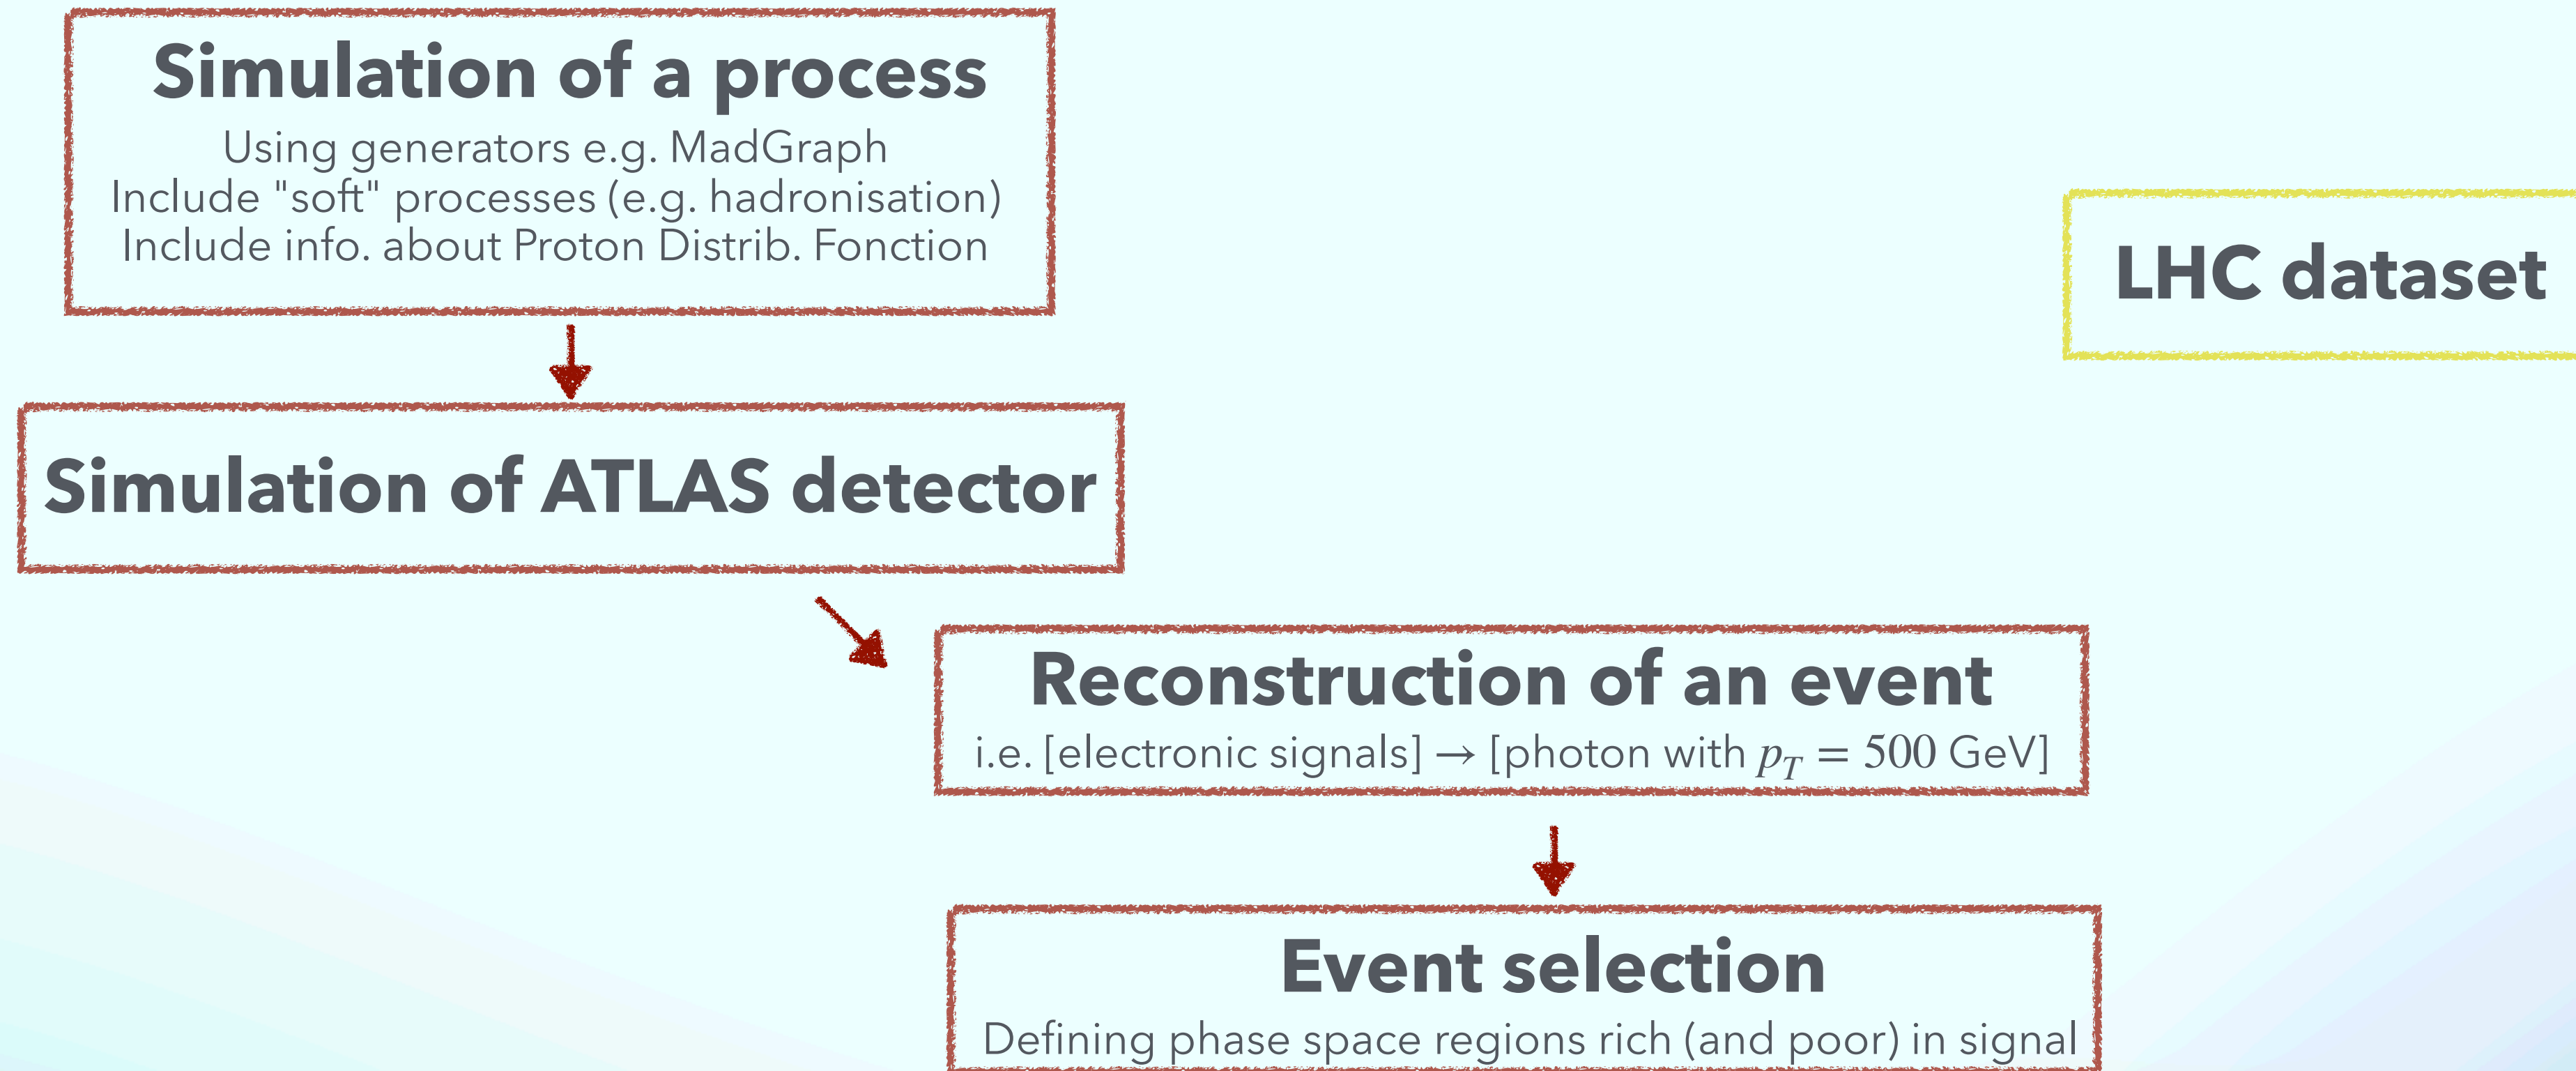 Simulation of a process
Using generators e.g. MadGraph
Include "soft" processes (e.g. hadronisation)
Include info. about Proton Distrib. Fonction
LHC dataset
Simulation of ATLAS detector
Reconstruction of an event
i.e. [electronic signals] → [photon with p_T = 500 GeV]
Event selection
Defining phase space regions rich (and poor) in signal